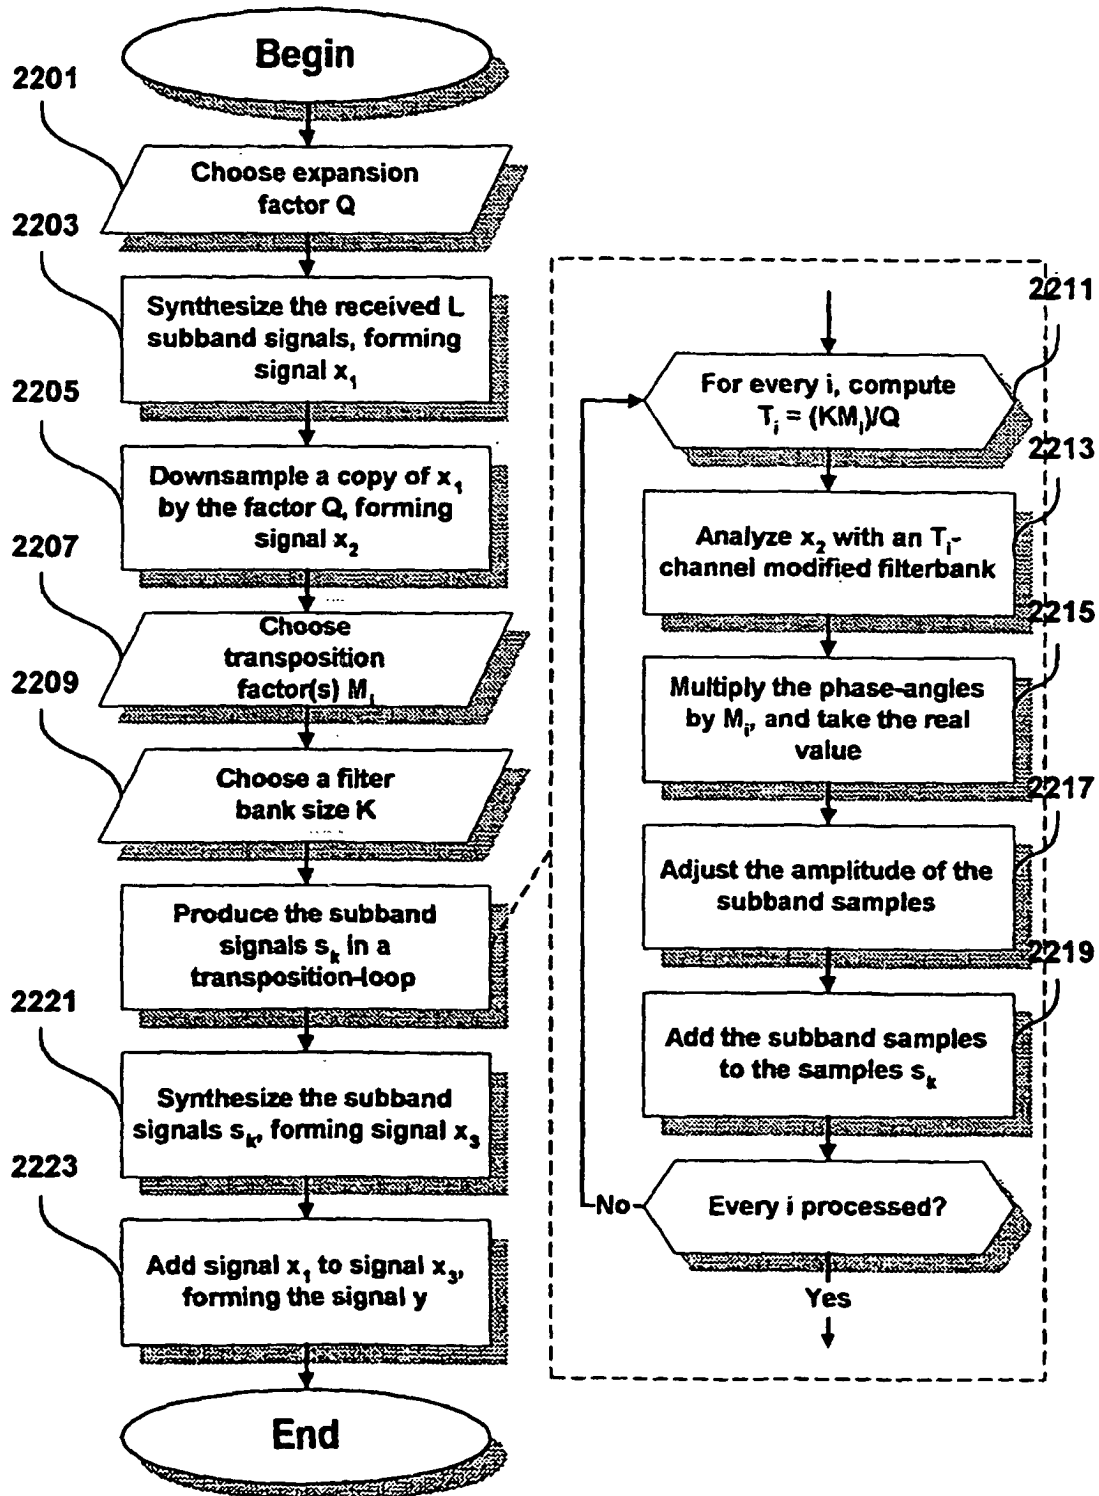 Begin
2201
Choose expansion
factor Q
2203
Synthesize the received L
subband signals, forming
signal x₁
2205
Downsample a copy of x₁
by the factor Q, forming
signal x₂
2207
Choose
transposition
factor(s) Mᵢ
2209
Choose a filter
bank size K
Produce the subband
signals sₖ in a
transposition-loop
2221
Synthesize the subband
signals sₖ, forming signal x₃
2223
Add signal x₁ to signal x₃,
forming the signal y
End
2211
For every i, compute
Tᵢ = (KMᵢ)/Q
2213
Analyze x₂ with an Tᵢ-
channel modified filterbank
2215
Multiply the phase-angles
by Mᵢ, and take the real
value
2217
Adjust the amplitude of the
subband samples
2219
Add the subband samples
to the samples sₖ
No
Every i processed?
Yes